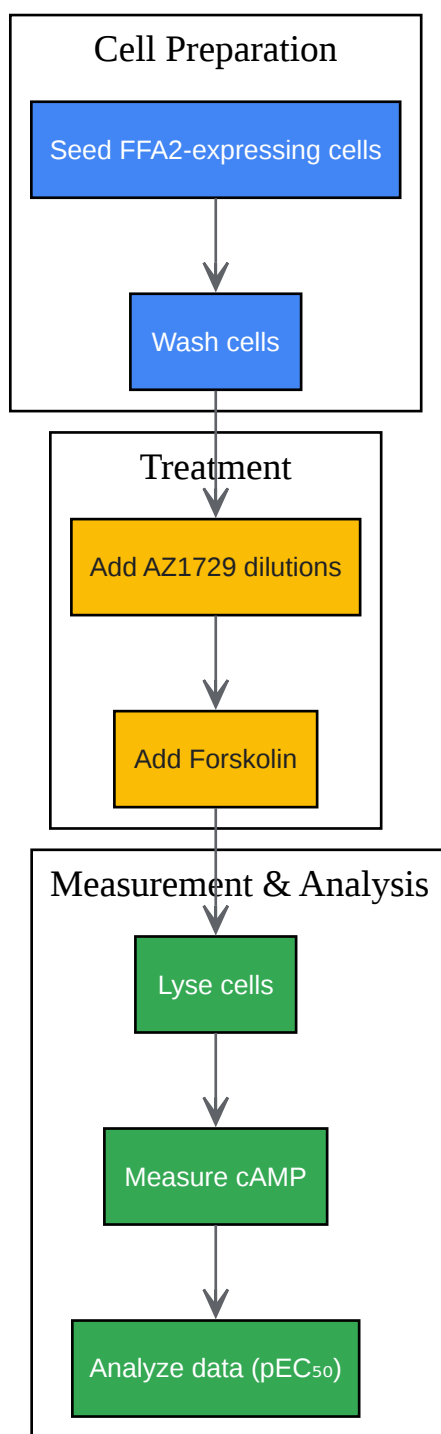 Cell Preparation
Seed FFA2-expressing cells
Wash cells
Treatment
Add AZ1729 dilutions
Add Forskolin
Measurement & Analysis
Lyse cells
Measure cAMP
Analyze data (pEC₅₀)